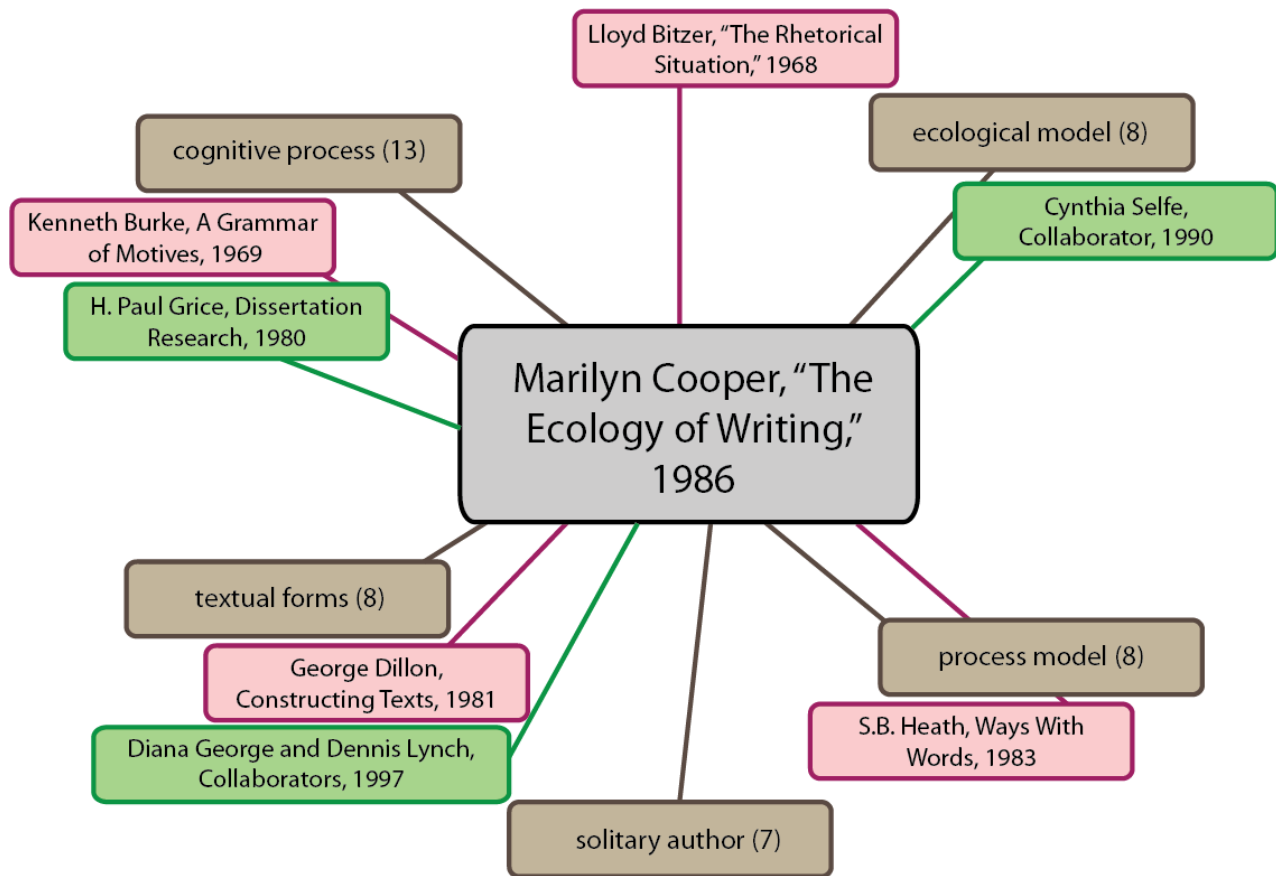 Lloyd Bitzer, “The Rhetorical
Situation,” 1968
ecological model (8)
cognitive process (13)
Cynthia Selfe,
Collaborator, 1990
Kenneth Burke, A Grammar
of Motives, 1969
H. Paul Grice, Dissertation
Research, 1980
Marilyn Cooper, “The
Ecology of Writing,”
1986
textual forms (8)
process model (8)
George Dillon,
Constructing Texts, 1981
S.B. Heath, Ways With
Words, 1983
Diana George and Dennis Lynch,
Collaborators, 1997
solitary author (7)